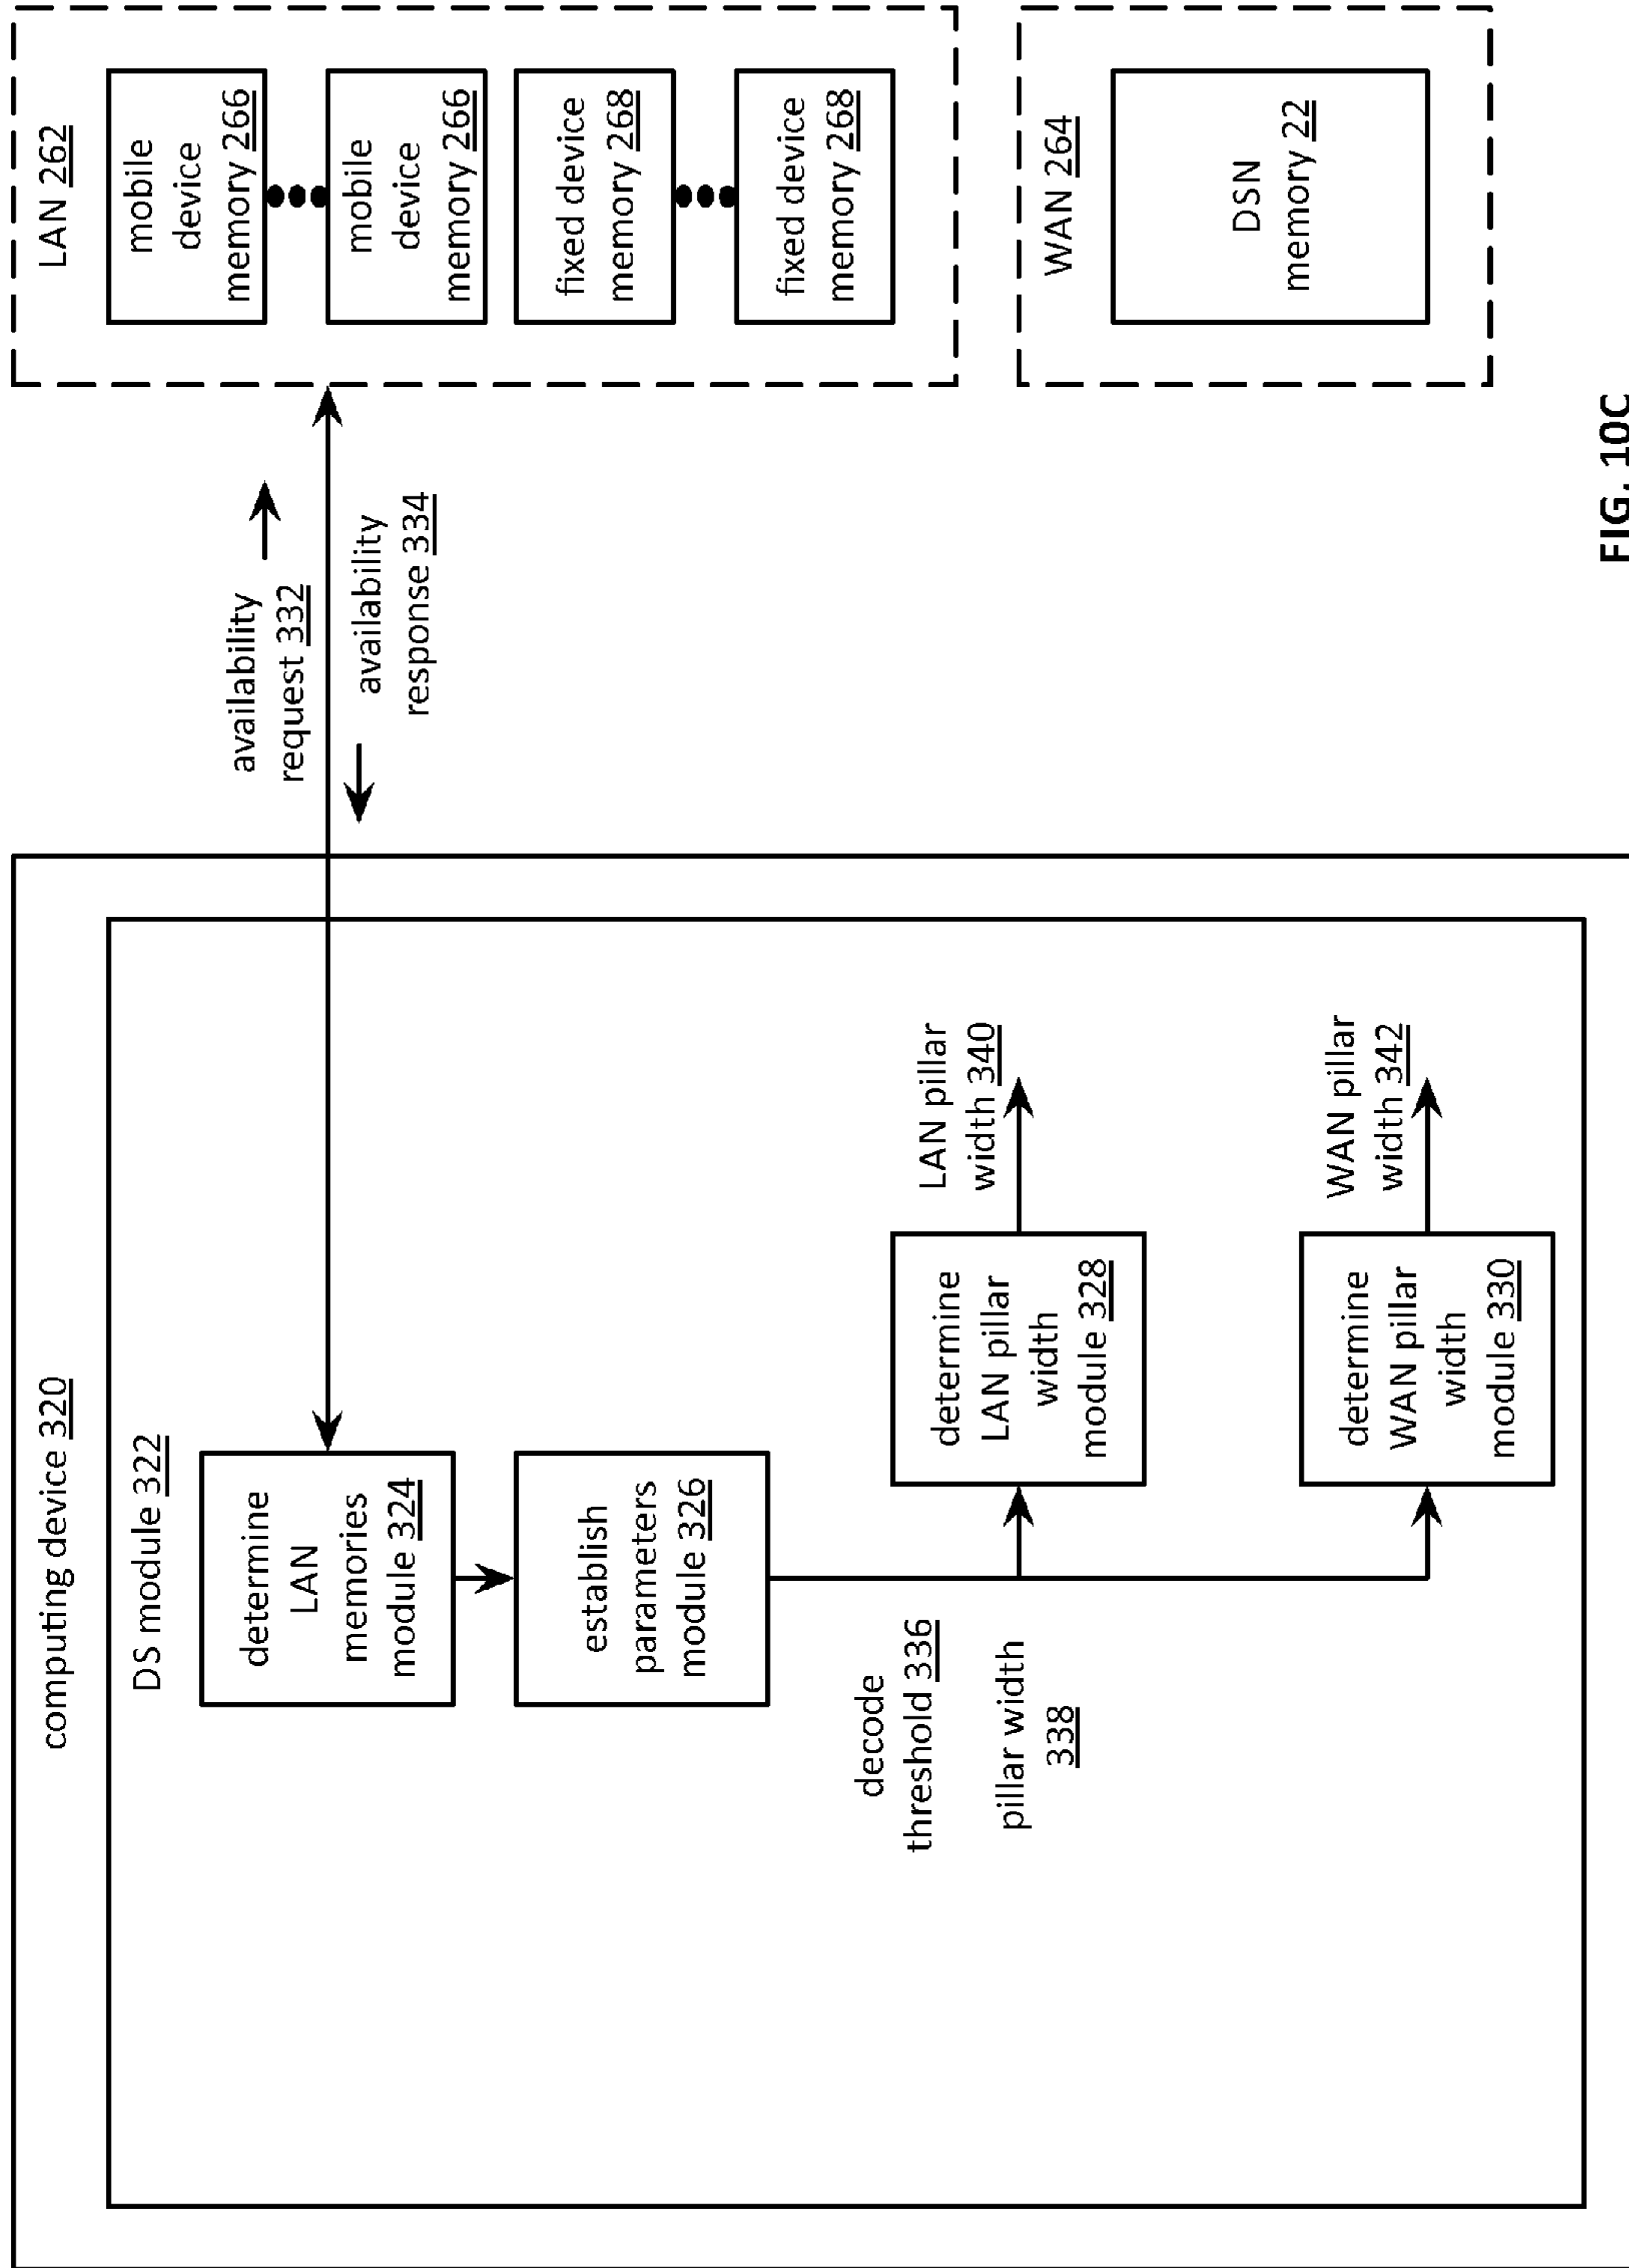 computing device 320
DS module 322
determine
LAN
memories
module 324
establish
parameters
module 326
decode
threshold 336
pillar width
338
determine
LAN pillar
width
module 328
LAN pillar
width 340
determine
WAN pillar
width
module 330
WAN pillar
width 342
availability
request 332
availability
response 334
LAN 262
mobile
device
memory 266
mobile
device
memory 266
fixed device
memory 268
fixed device
memory 268
WAN 264
DSN
memory 22
FIG. 10C